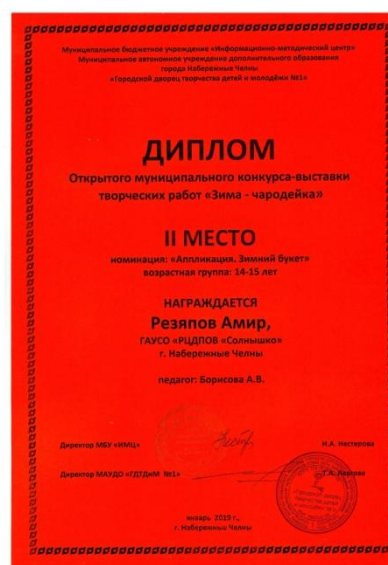 Муниципальное бюджетное учреждение «Информационно-методический центр»
Муниципальное автономное учреждение дополнительного образования
города Набережные Челны
«Городской дворец творчества детей и молодёжи №1»
ДИПЛОМ
Открытого муниципального конкурса-выставки
творческих работ «Зима - чародейка»
II МЕСТО
номинация: «Аппликация. Зимний букет»
возрастная группа: 14-15 лет
НАГРАЖДАЕТСЯ
Резяпов Амир,
ГАУСО «РЦДПОВ «Солнышко»
г. Набережные Челны
педагог: Борисова А.В.
Директор МБУ «ИМЦ»
Н.А. Нестерова
Директор МАУДО «ГДТДиМ №1»
январь 2019 г.,
г. Набережные Челны